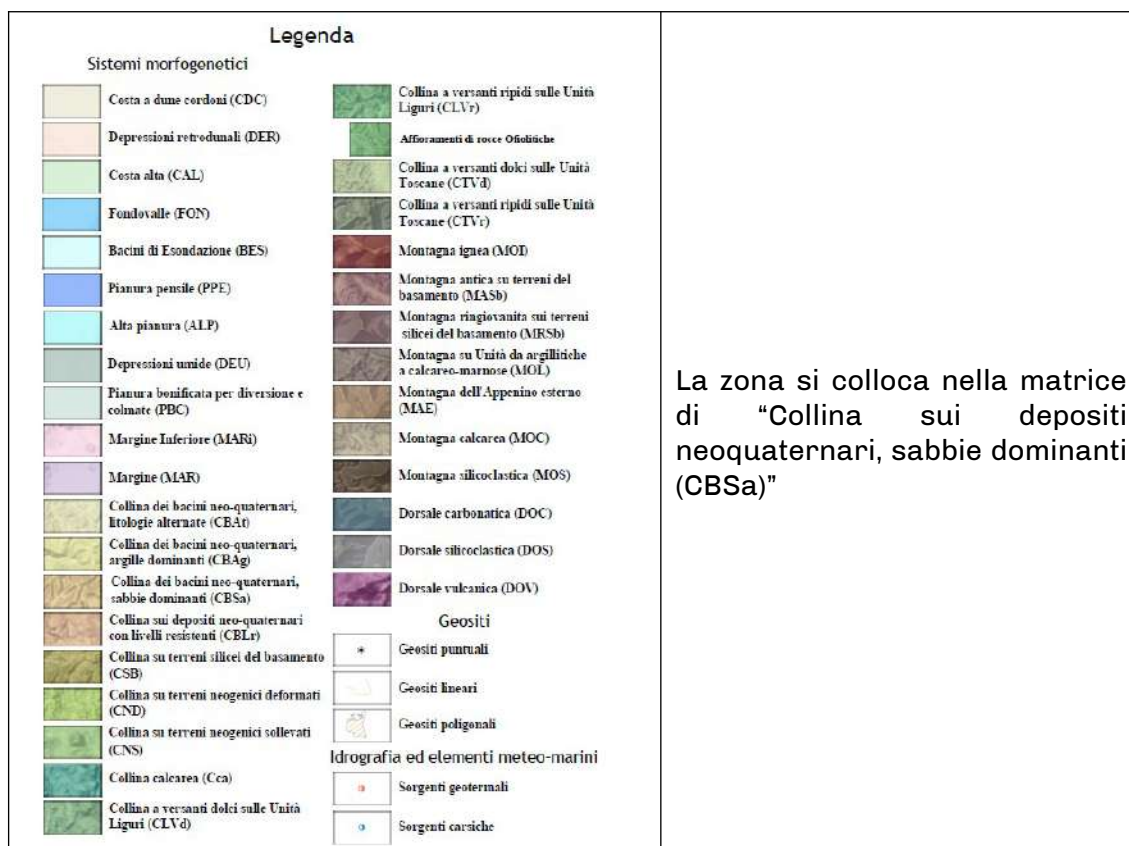 Legenda
Sistemi morfogenetici
Costa a dune cordoni (CDC)
Depressioni retrodunali (DER)
Costa alta (CAL)
Fondovalle (FON)
Bacini di Esondazione (BES)
Pianura pensile (PPE)
Alta pianura (ALP)
Depressioni umide (DEU)
Pianura bonificata per diversione e
colmate (PBC)
Margine Inferiore (MARi)
Margine (MAR)
Collina dei bacini neo-quaternari,
litologie alternate (CBAt)
Collina dei bacini neo-quaternari,
argille dominanti (CBAg)
Collina dei bacini neo-quaternari,
sabbie dominanti (CBSa)
Collina sui depositi neo-quaternari
con livelli resistenti (CBLr)
Collina su terreni silicei del basamento
(CSB)
Collina su terreni neogenici deformati
(CND)
Collina su terreni neogenici sollevati
(CNS)
Collina calcarea (Cca)
Collina a versanti dolci sulle Unità
Liguri (CLVd)
Collina a versanti ripidi sulle Unità
Liguri (CLVr)
Affioramenti di rocce Ofiolitiche
Collina a versanti dolci sulle Unità
Toscane (CTVd)
Collina a versanti ripidi sulle Unità
Toscane (CTVr)
Montagna ignea (MOI)
Montagna antica su terreni del
basamento (MASb)
Montagna ringiovanita sui terreni
silicei del basamento (MRSb)
Montagna su Unità da argillitiche
a calcareo-marnose (MOL)
Montagna dell'Appenino esterno
(MAE)
Montagna calcarea (MOC)
Montagna silicoclastica (MOS)
Dorsale carbonatica (DOC)
Dorsale silicoclastica (DOS)
Dorsale vulcanica (DOV)
Geositi
Geositi puntuali
Geositi lineari
Geositi poligonali
Idrografia ed elementi meteo-marini
Sorgenti geotermali
Sorgenti carsiche
La zona si colloca nella matrice
di "Collina sui depositi
neoquaternari, sabbie dominanti
(CBSa)"